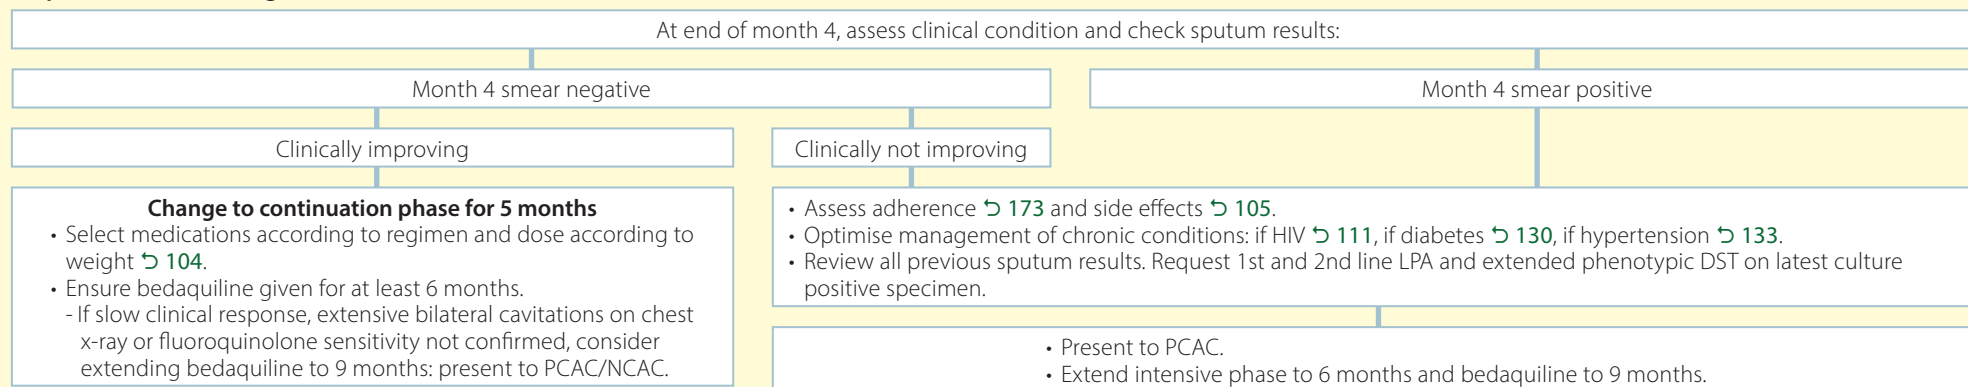 At end of month 4, assess clinical condition and check sputum results:
Month 4 smear negative
Month 4 smear positive
Clinically improving
Clinically not improving
Change to continuation phase for 5 months
• Select medications according to regimen and dose according to
weight ⮌ 104.
• Ensure bedaquiline given for at least 6 months.
- If slow clinical response, extensive bilateral cavitations on chest
x-ray or fluoroquinolone sensitivity not confirmed, consider
extending bedaquiline to 9 months: present to PCAC/NCAC.
• Assess adherence ⮌ 173 and side effects ⮌ 105.
• Optimise management of chronic conditions: if HIV ⮌ 111, if diabetes ⮌ 130, if hypertension ⮌ 133.
• Review all previous sputum results. Request 1st and 2nd line LPA and extended phenotypic DST on latest culture
positive specimen.
• Present to PCAC.
• Extend intensive phase to 6 months and bedaquiline to 9 months.